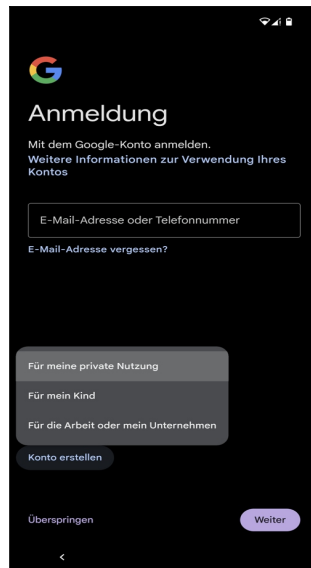 Anmeldung
Mit dem Google-Konto anmelden.
Weitere Informationen zur Verwendung Ihres
Kontos
E-Mail-Adresse oder Telefonnummer
E-Mail-Adresse vergessen?
Für meine private Nutzung
Für mein Kind
Für die Arbeit oder mein Unternehmen
Konto erstellen
Überspringen
Weiter